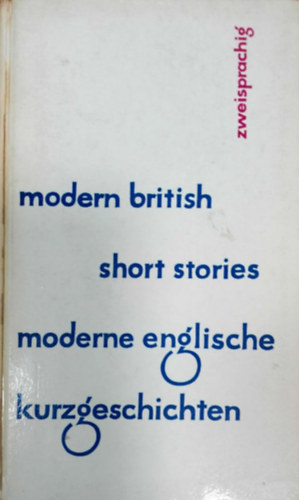 zweisprachig
modern british
short stories
moderne englische
kurzgeschichten